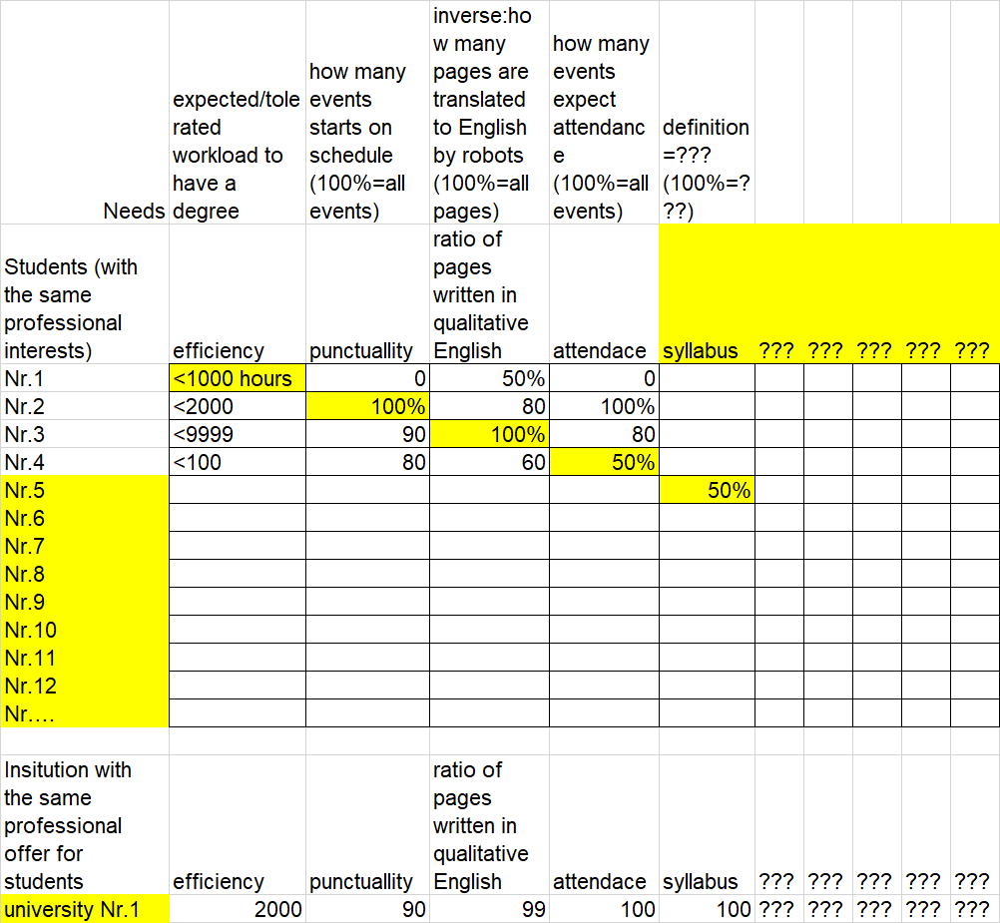 Needs
expected/tole
rated
workload to
have a
degree
how many
events
starts on
schedule
(100%=all
events)
inverse:ho
w many
pages are
translated
to English
by robots
(100%=all
pages)
how many
events
expect
attendanc
e
(100%=all
events)
definition
=???
(100%=?
??)
Students (with
the same
professional
interests)
efficiency
punctuallity
ratio of
pages
written in
qualitative
English
attendace
syllabus
??? ??? ??? ??? ???
Nr.1 <1000 hours 0 50% 0
Nr.2 <2000 100% 80 100%
Nr.3 <9999 90 100% 80
Nr.4 <100 80 60 50%
Nr.5 50%
Nr.6
Nr.7
Nr.8
Nr.9
Nr.10
Nr.11
Nr.12
Nr....
Insitution with
the same
professional
offer for
students
efficiency
punctuallity
ratio of
pages
written in
qualitative
English
attendace
syllabus
??? ??? ??? ??? ???
university Nr.1 2000 90 99 100 100 ??? ??? ??? ??? ???